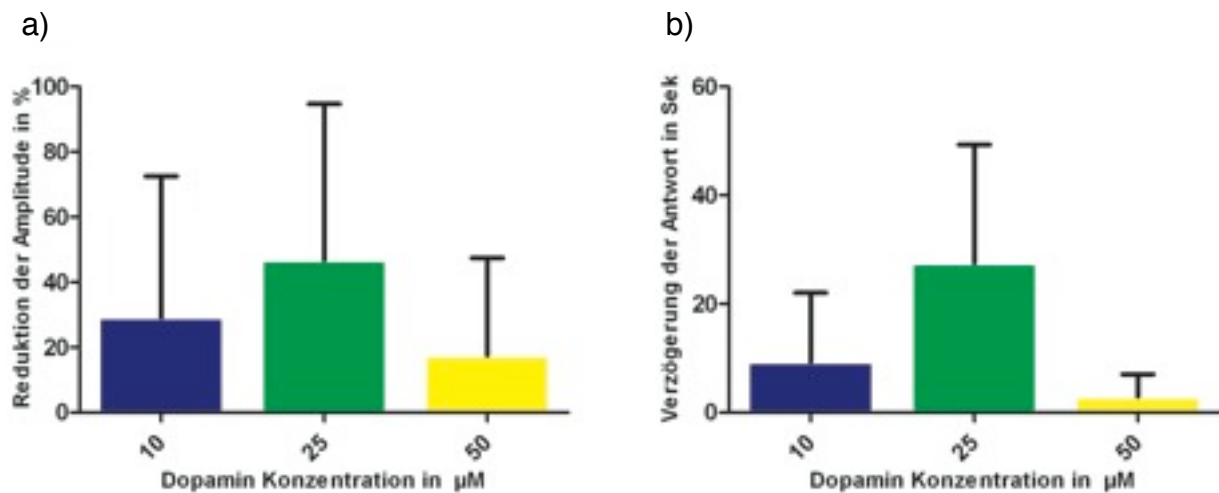 a)
Reduktion der Amplitude in %
100
80
60
40
20
0
10
25
50
Dopamin Konzentration in µM
b)
Verzögerung der Antwort in Sek
60
40
20
0
10
25
50
Dopamin Konzentration in µM